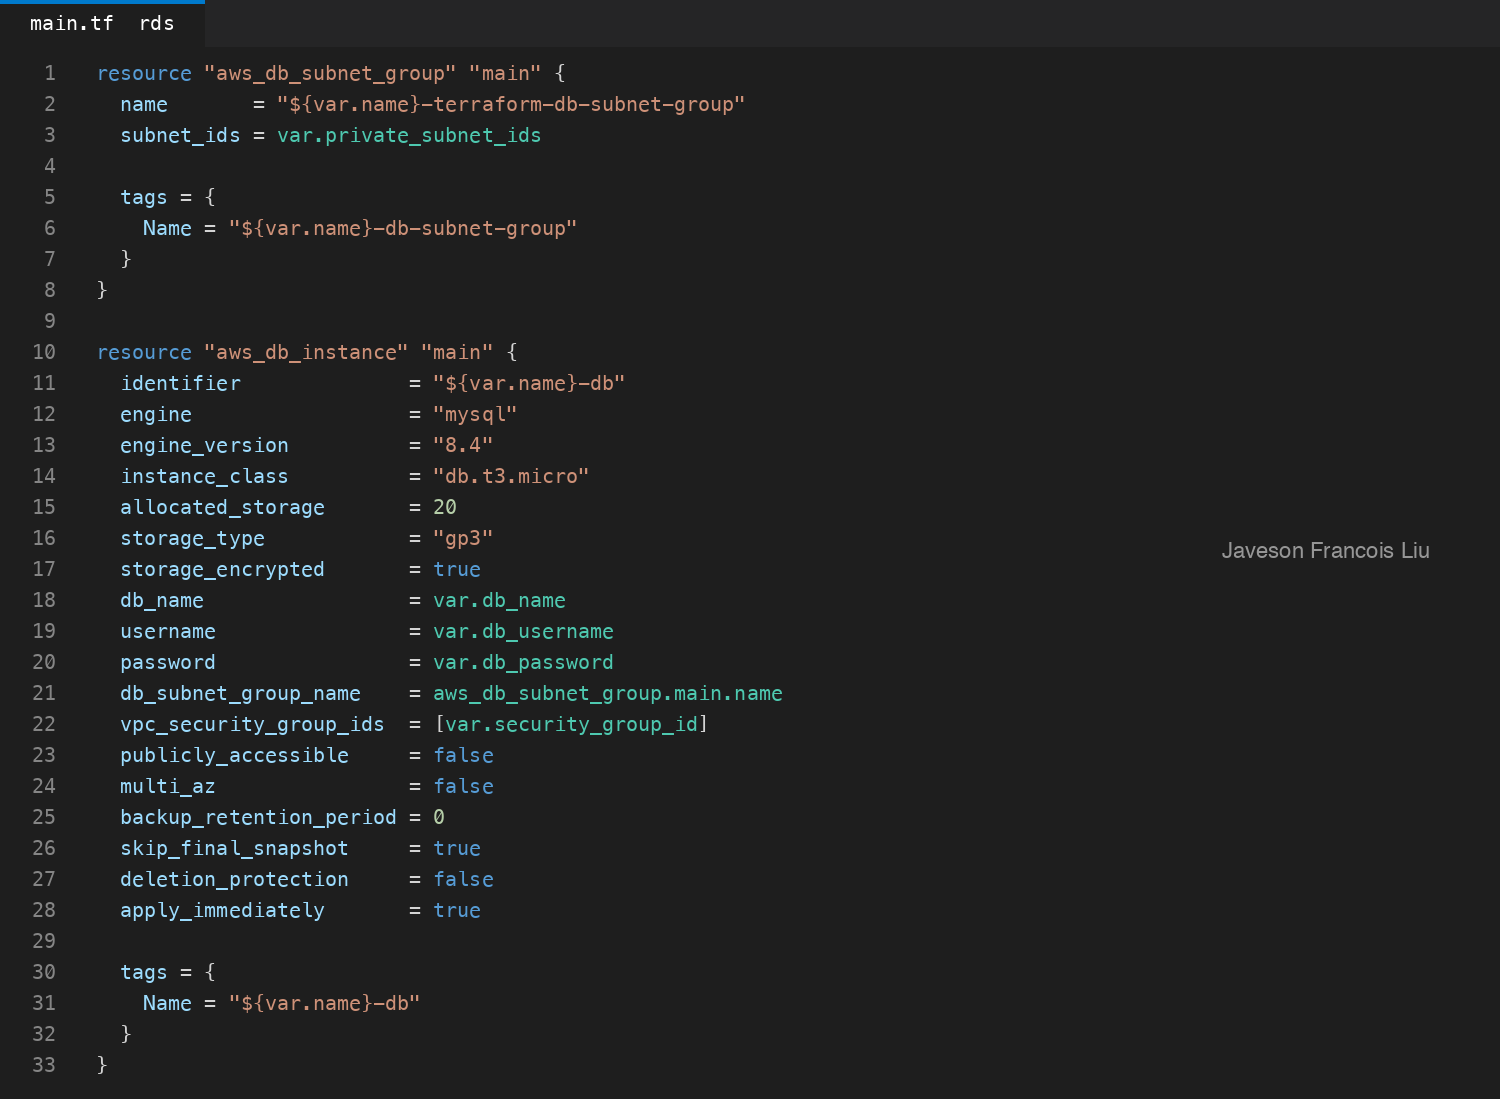 main.tf  rds
1   resource "aws_db_subnet_group" "main" {
2     name       = "${var.name}-terraform-db-subnet-group"
3     subnet_ids = var.private_subnet_ids
4
5     tags = {
6       Name = "${var.name}-db-subnet-group"
7     }
8   }
9
10   resource "aws_db_instance" "main" {
11     identifier              = "${var.name}-db"
12     engine                  = "mysql"
13     engine_version          = "8.4"
14     instance_class          = "db.t3.micro"
15     allocated_storage       = 20
16     storage_type            = "gp3"
17     storage_encrypted       = true
18     db_name                 = var.db_name
19     username                = var.db_username
20     password                = var.db_password
21     db_subnet_group_name    = aws_db_subnet_group.main.name
22     vpc_security_group_ids  = [var.security_group_id]
23     publicly_accessible     = false
24     multi_az                = false
25     backup_retention_period = 0
26     skip_final_snapshot     = true
27     deletion_protection     = false
28     apply_immediately       = true
29
30     tags = {
31       Name = "${var.name}-db"
32     }
33   }
Javeson Francois Liu